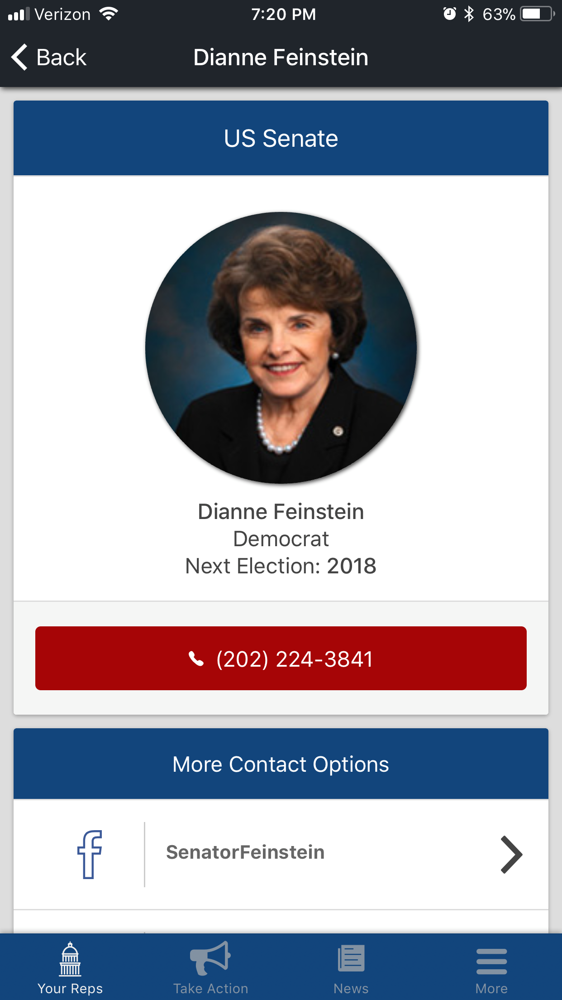 Verizon 7:20 PM 63%
Back Dianne Feinstein
US Senate
Dianne Feinstein
Democrat
Next Election: 2018
(202) 224-3841
More Contact Options
f SenatorFeinstein
Your Reps Take Action News More